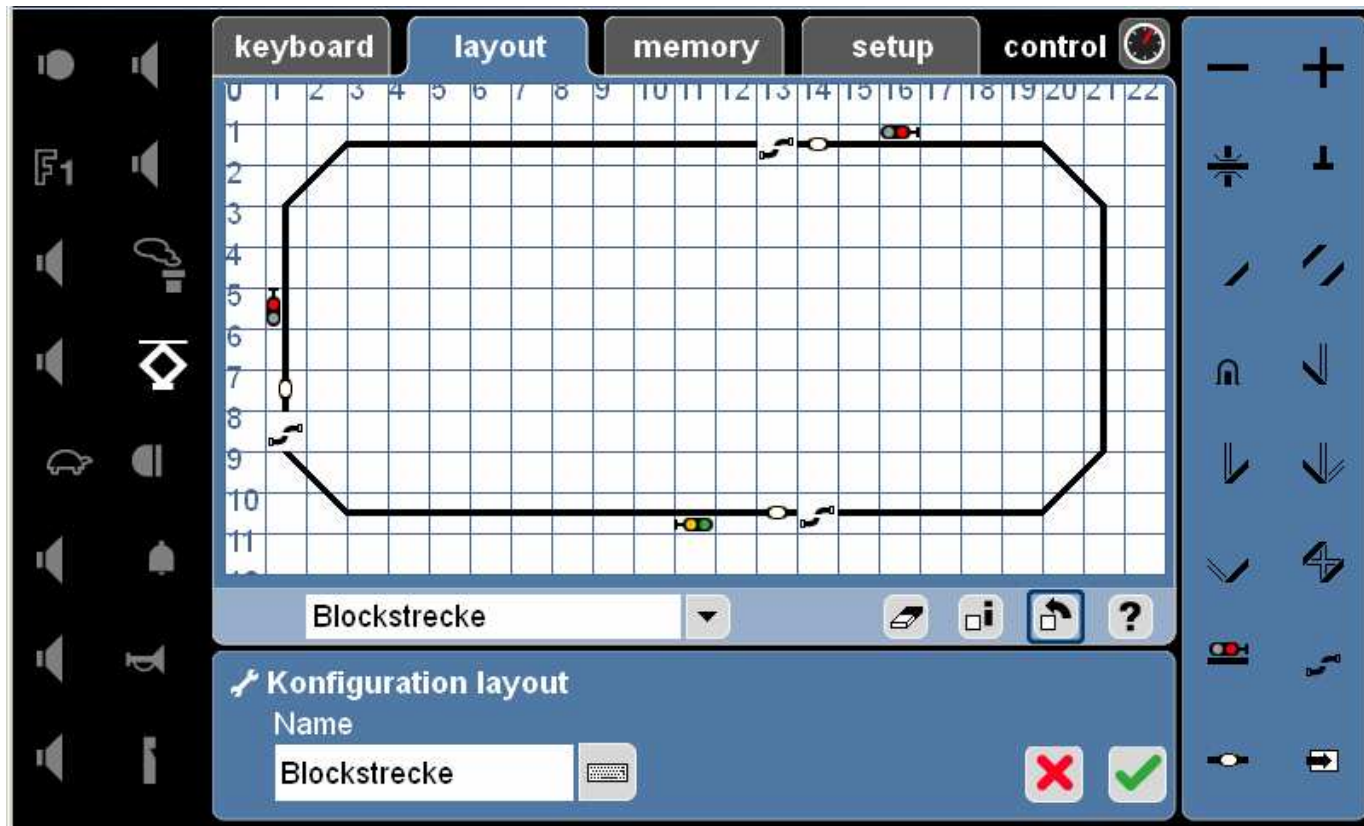 keyboard layout memory setup control
0 1 2 3 4 5 6 7 8 9 10 11 12 13 14 15 16 17 18 19 20 21 22
1
F1
2
3
4
5
6
7
8
9
10
11
Blockstrecke
i
?
Konfiguration layout
Name
Blockstrecke